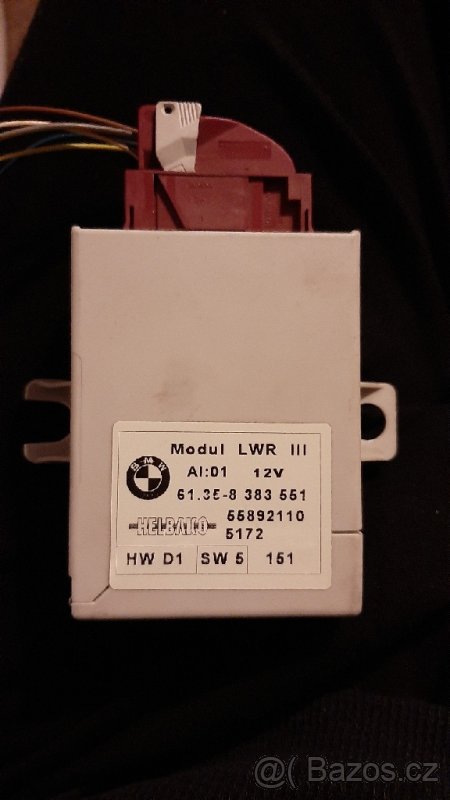 Modul LWR III
BMW
AI:01 12V
61.35-8 383 551
HELBAKO
55892110
5172
HW D1 SW 5 151
@ Bazos.cz